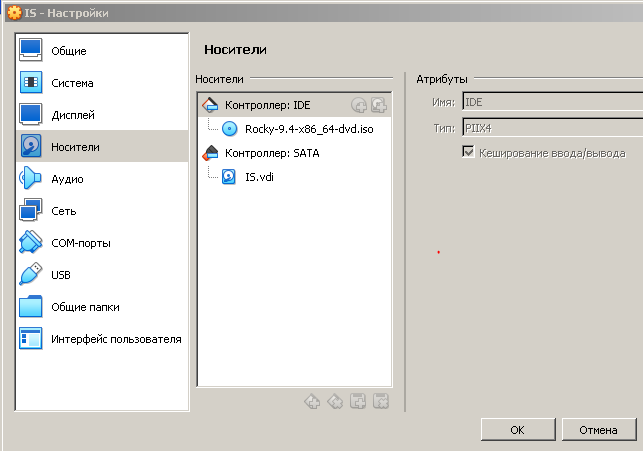 IS - Настройки
Общие
Система
Дисплей
Носители
Аудио
Сеть
COM-порты
USB
Общие папки
Интерфейс пользователя
Носители
Носители
Контроллер: IDE
Rocky-9.4-x86_64-dvd.iso
Контроллер: SATA
IS.vdi
Атрибуты
Имя: IDE
Тип: PIIX4
Кеширование ввода/вывода
OK
Отмена